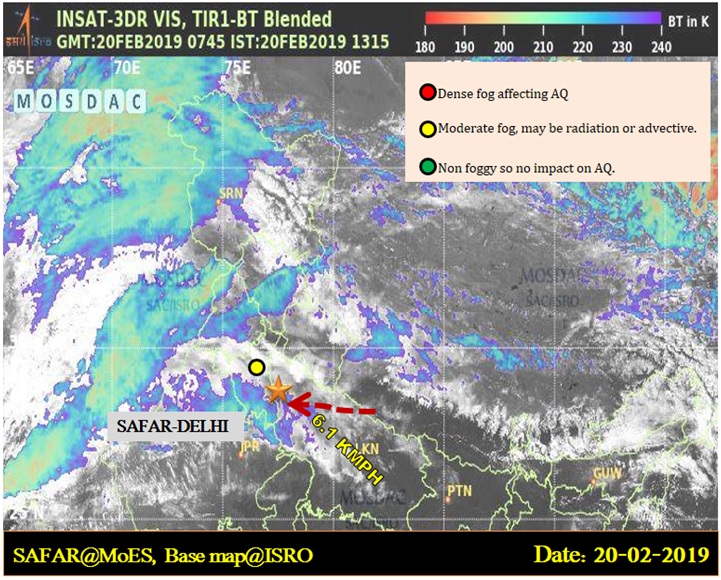 INSAT-3DR VIS, TIR1-BT Blended
GMT:20FEB2019 0745 IST:20FEB2019 1315
BT in K
180 190 200 210 220 230 240
65E 70E 75E 80E
MOSDAC
Dense fog affecting AQ
Moderate fog, may be radiation or advective.
Non foggy so no impact on AQ.
SRN
MOSDAC
SAC/ISRO
MOSDAC
SAC/ISRO
SAFAR-DELHI
6.1 KMPH
JPR
KN
GUW
PTN
MOSDAC
SAC/ISRO
SAFAR@MoES, Base map@ISRO
Date: 20-02-2019